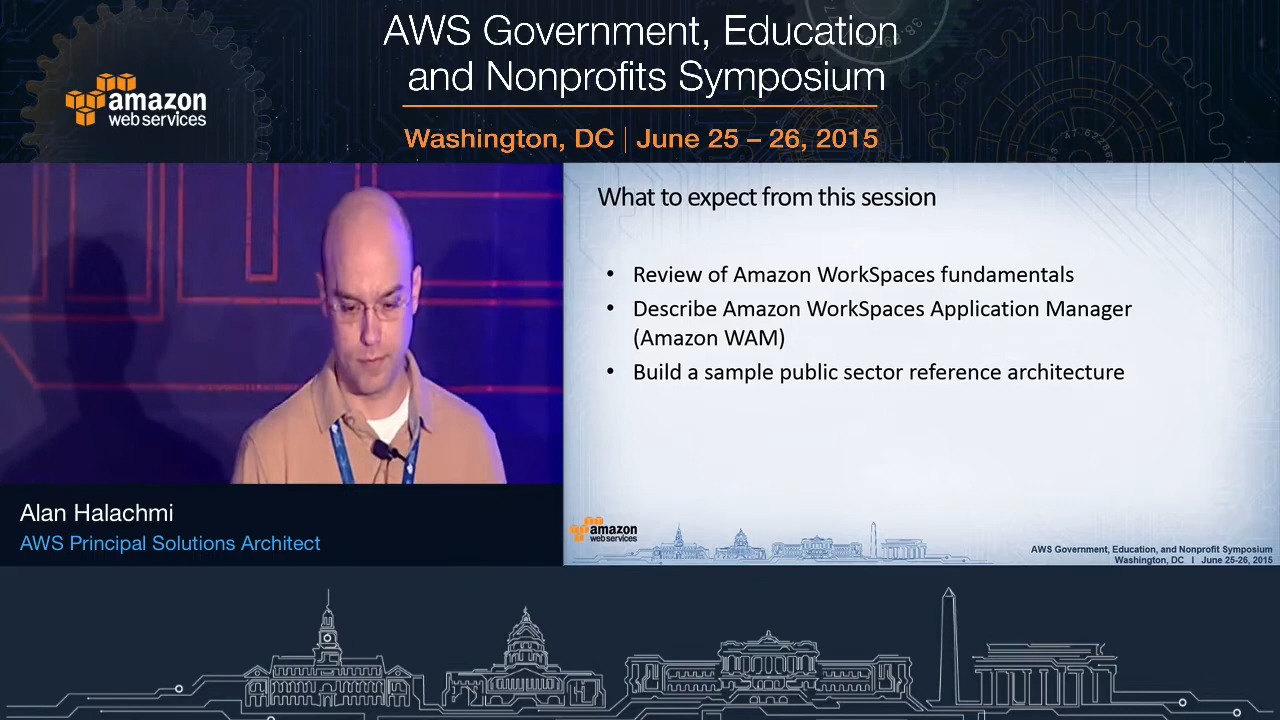 AWS Government, Education
and Nonprofits Symposium
amazon
web services
Washington, DC | June 25 – 26, 2015
What to expect from this session
• Review of Amazon WorkSpaces fundamentals
• Describe Amazon WorkSpaces Application Manager
(Amazon WAM)
• Build a sample public sector reference architecture
Alan Halachmi
AWS Principal Solutions Architect
amazon
web services
AWS Government, Education, and Nonprofit Symposium
Washington, DC | June 25-26, 2015